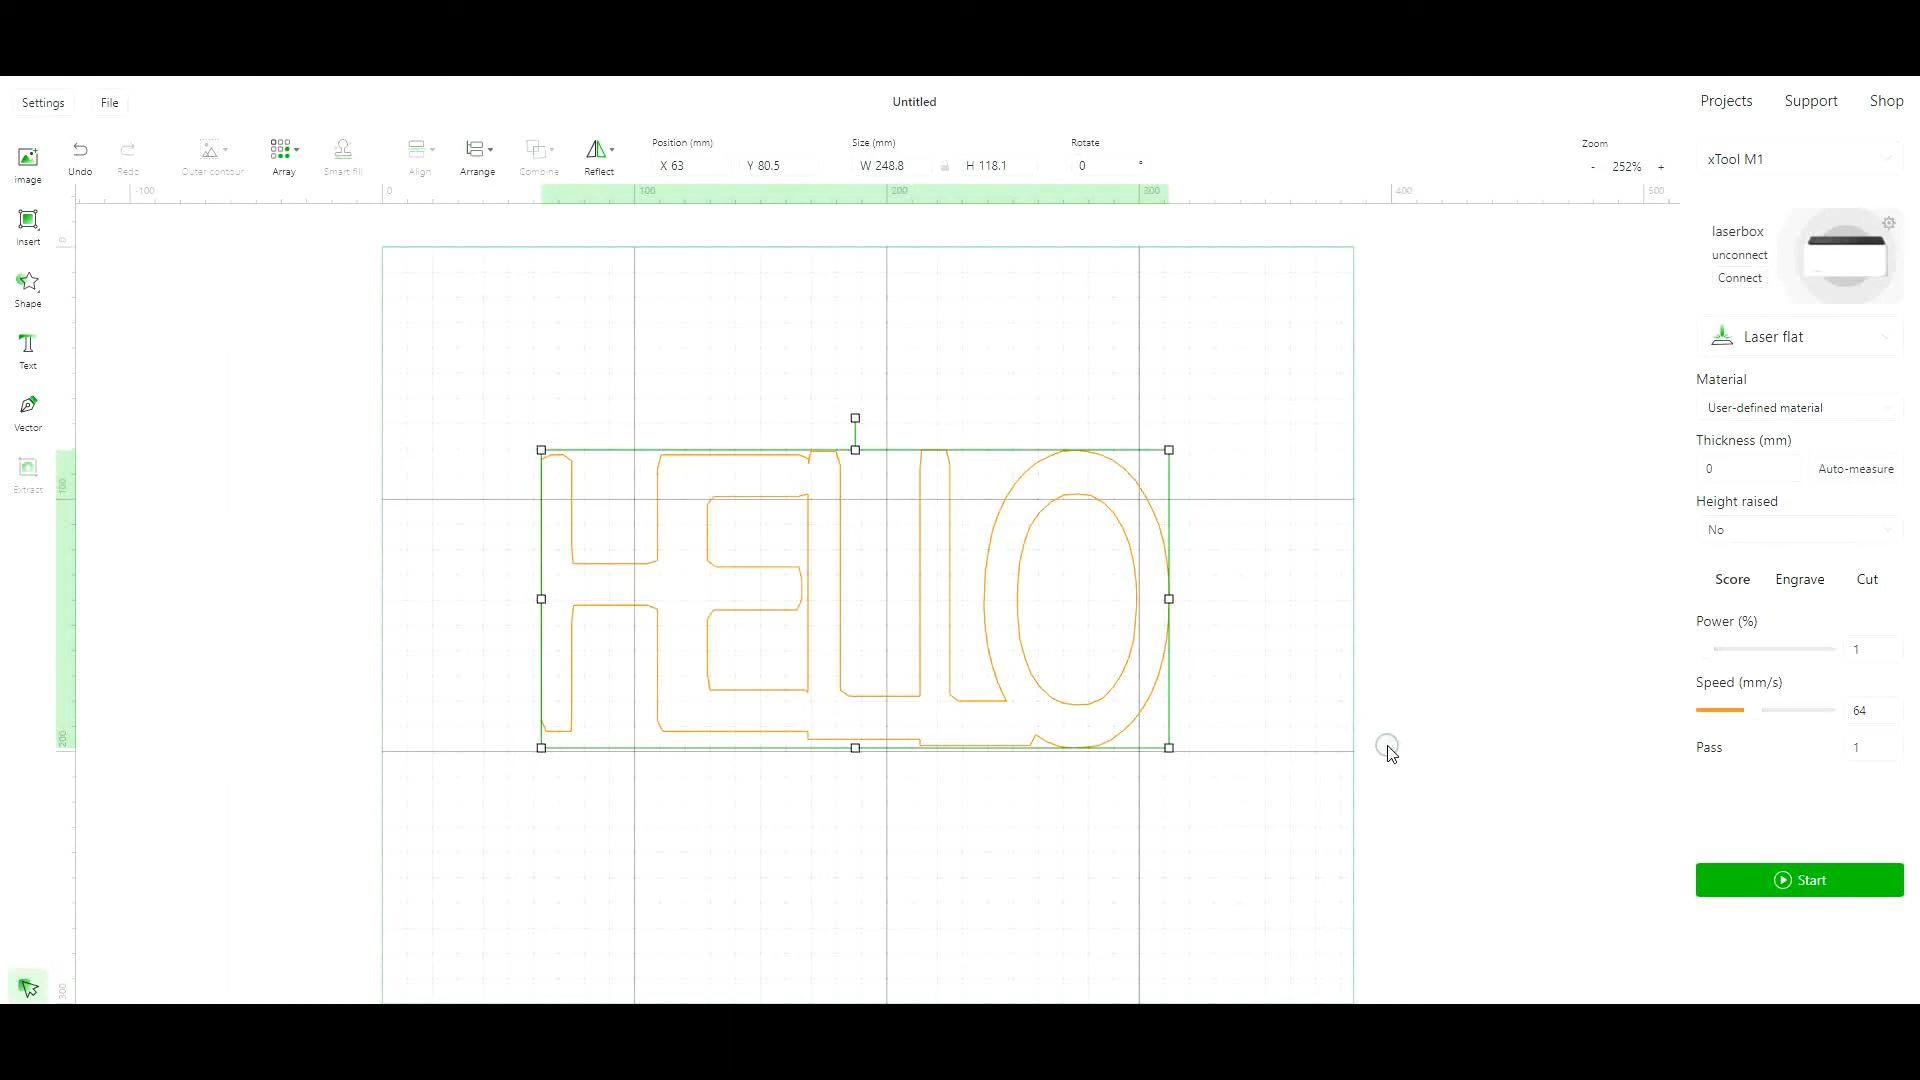 Settings File Untitled Projects Support Shop
Image Undo Redo Outer contour Array Smart fill Align Arrange Combine Reflect
Position (mm) Size (mm) Rotate Zoom
X 63 Y 80.5 W 248.8 H 118.1 0 ° - 252% +
xTool M1
-100 0 100 200 300 400 500
0
100
200
300
Insert
Shape
Text
Vector
Extract
HELLO
laserbox
unconnect
Connect
Laser flat
Material
User-defined material
Thickness (mm)
0 Auto-measure
Height raised
No
Score Engrave Cut
Power (%)
1
Speed (mm/s)
64
Pass 1
Start